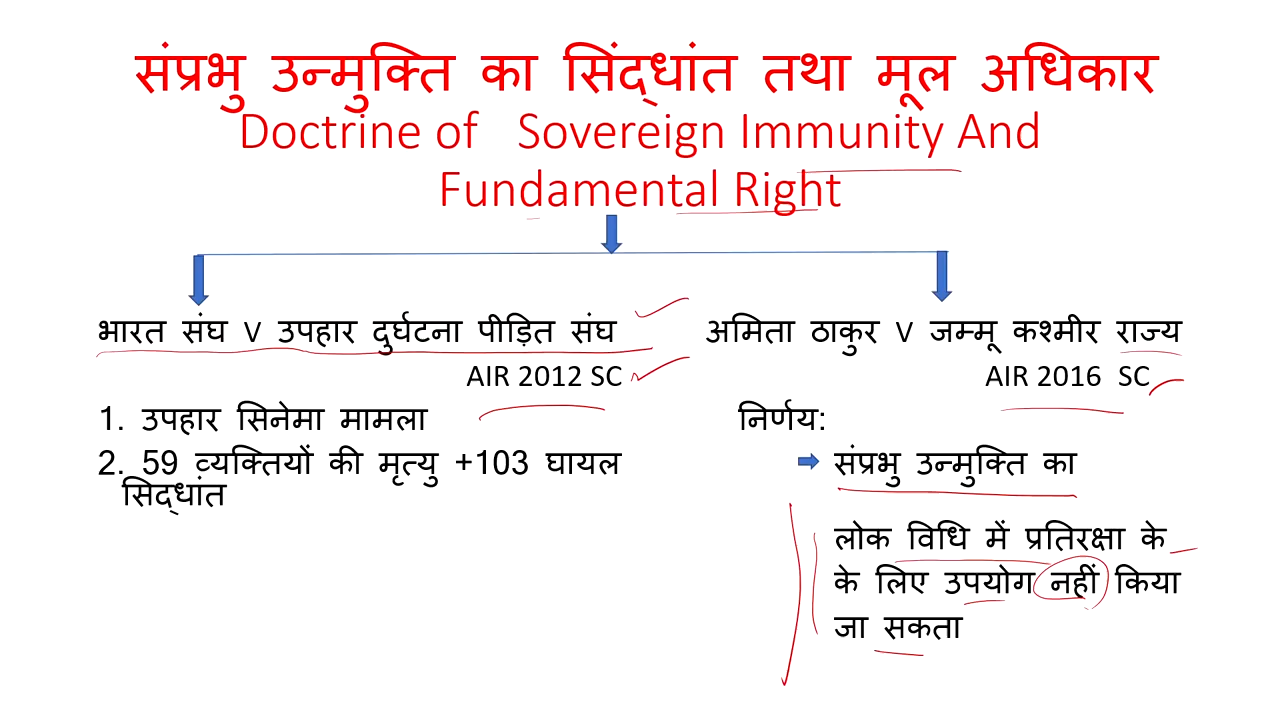 संप्रभु उन्मुक्ति का सिंद्धांत तथा मूल अधिकार
Doctrine of Sovereign Immunity And
Fundamental Right
भारत संघ V उपहार दुर्घटना पीड़ित संघ
AIR 2012 SC
1. उपहार सिनेमा मामला
2. 59 व्यक्तियों की मृत्यु +103 घायल
सिद्धांत
अमिता ठाकुर V जम्मू कश्मीर राज्य
AIR 2016 SC
निर्णय:
संप्रभु उन्मुक्ति का
लोक विधि में प्रतिरक्षा के
के लिए उपयोग नहीं किया
जा सकता